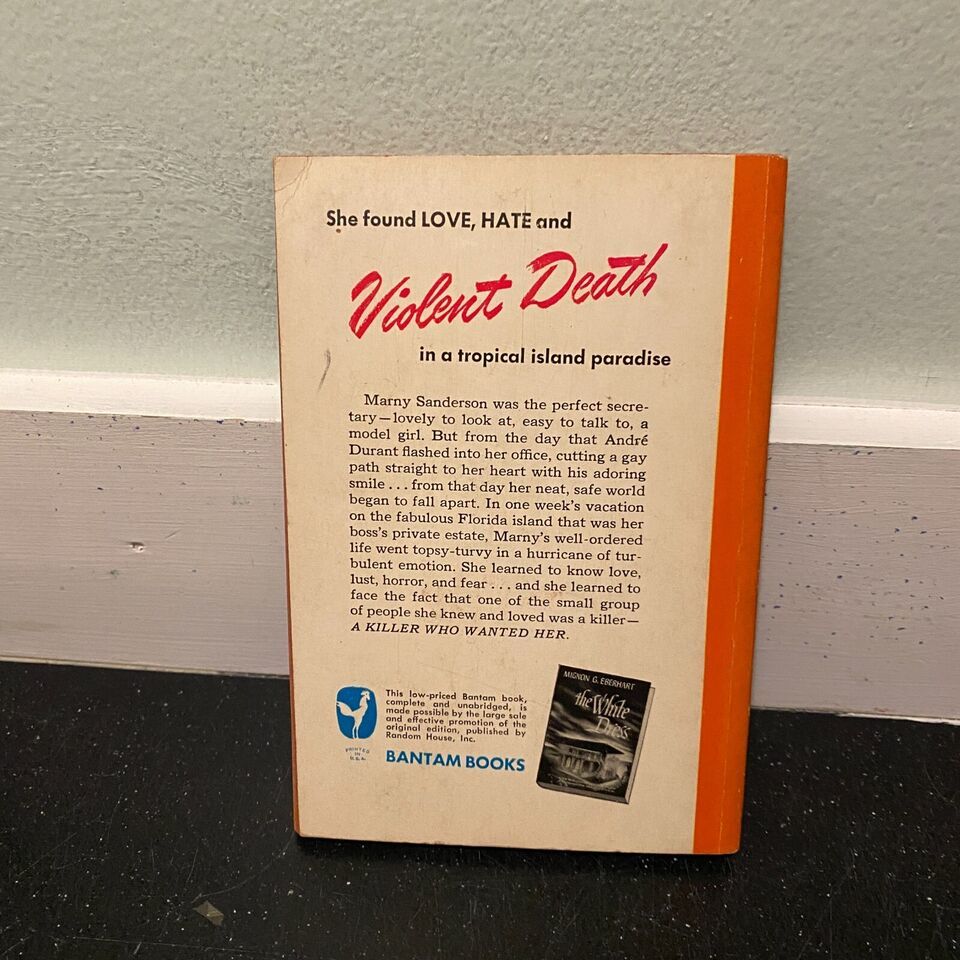 She found LOVE, HATE and
Violent Death
in a tropical island paradise
Marny Sanderson was the perfect secre-
tary—lovely to look at, easy to talk to, a
model girl. But from the day that André
Durant flashed into her office, cutting a gay
path straight to her heart with his adoring
smile . . . from that day her neat, safe world
began to fall apart. In one week's vacation
on the fabulous Florida island that was her
boss's private estate, Marny's well-ordered
life went topsy-turvy in a hurricane of tur-
bulent emotion. She learned to know love,
lust, horror, and fear . . . and she learned to
face the fact that one of the small group
of people she knew and loved was a killer—
A KILLER WHO WANTED HER.
This low-priced Bantam book,
complete and unabridged, is
made possible by the large sale
and effective promotion of the
original edition, published by
Random House, Inc.
PRINTED
IN
U.S.A.
BANTAM BOOKS
MIGNON G. EBERHART
the White
Dress